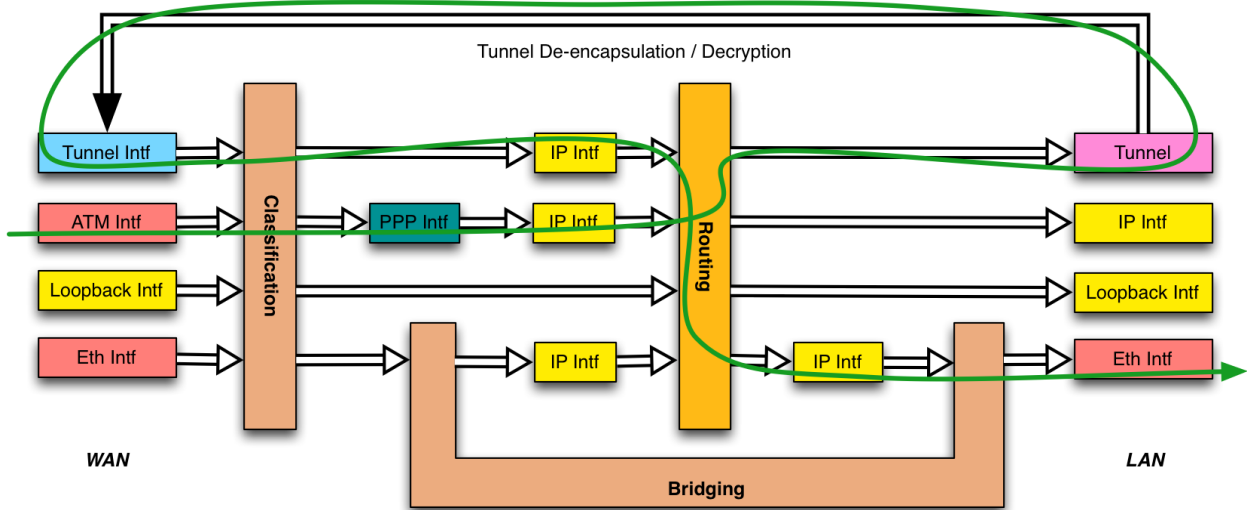 Tunnel De-encapsulation / Decryption
Tunnel Intf
IP Intf
Tunnel
ATM Intf
PPP Intf
IP Intf
IP Intf
Classification
Routing
Loopback Intf
Loopback Intf
Eth Intf
IP Intf
IP Intf
Eth Intf
WAN
LAN
Bridging